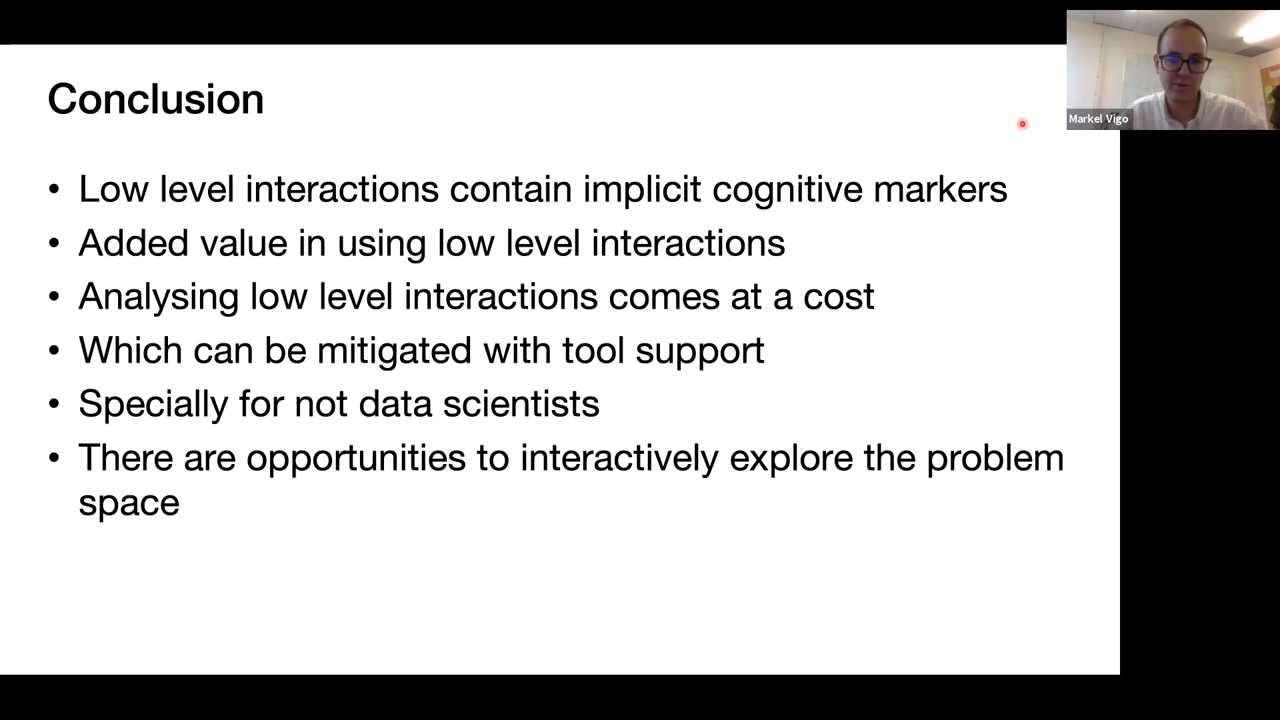 Conclusion
Markel Vigo
• Low level interactions contain implicit cognitive markers
• Added value in using low level interactions
• Analysing low level interactions comes at a cost
• Which can be mitigated with tool support
• Specially for not data scientists
• There are opportunities to interactively explore the problem
space